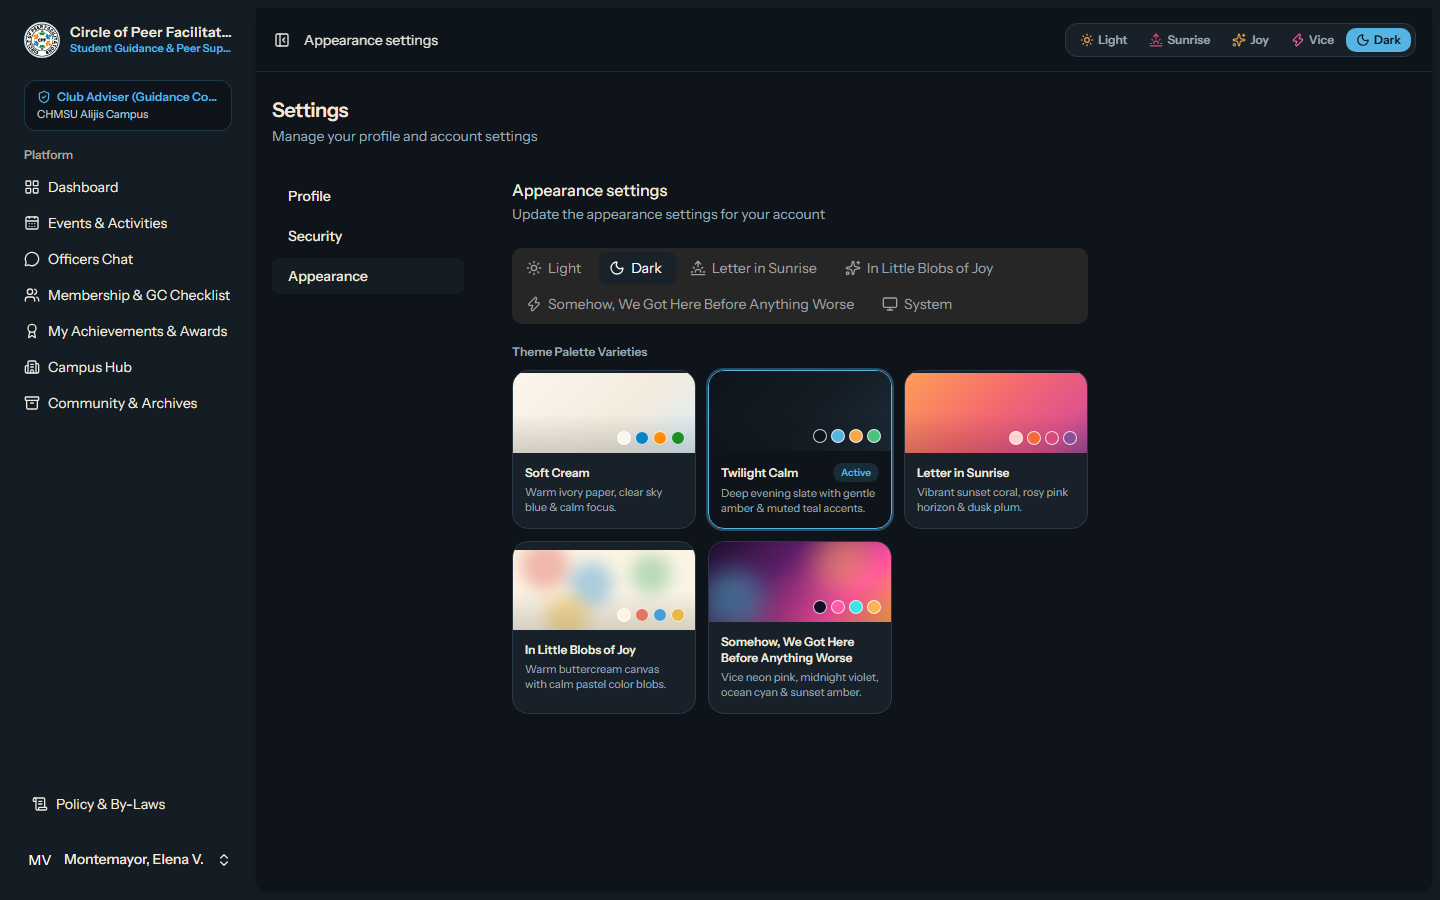 Circle of Peer Facilitat...
Student Guidance & Peer Sup...
Club Adviser (Guidance Co...
CHMSU Alijis Campus
Platform
Dashboard
Events & Activities
Officers Chat
Membership & GC Checklist
My Achievements & Awards
Campus Hub
Community & Archives
Policy & By-Laws
MV Montemayor, Elena V.
Appearance settings
Light Sunrise Joy Vice Dark
Settings
Manage your profile and account settings
Profile
Security
Appearance
Appearance settings
Update the appearance settings for your account
Light Dark Letter in Sunrise In Little Blobs of Joy
Somehow, We Got Here Before Anything Worse System
Theme Palette Varieties
Soft Cream
Warm ivory paper, clear sky
blue & calm focus.
Twilight Calm Active
Deep evening slate with gentle
amber & muted teal accents.
Letter in Sunrise
Vibrant sunset coral, rosy pink
horizon & dusk plum.
In Little Blobs of Joy
Warm buttercream canvas
with calm pastel color blobs.
Somehow, We Got Here
Before Anything Worse
Vice neon pink, midnight violet,
ocean cyan & sunset amber.